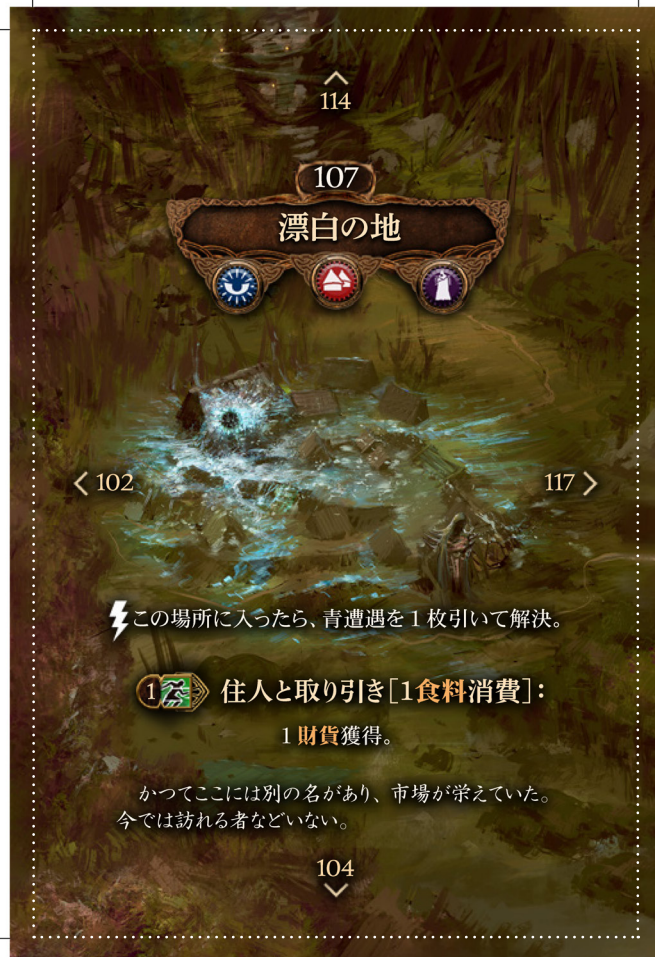 114
107
漂白の地
102
117
この場所に入ったら、青遭遇を1枚引いて解決。
1 住人と取り引き[1食料消費]:
1財貨獲得。
かつてここには別の名があり、市場が栄えていた。
今では訪れる者などいない。
104